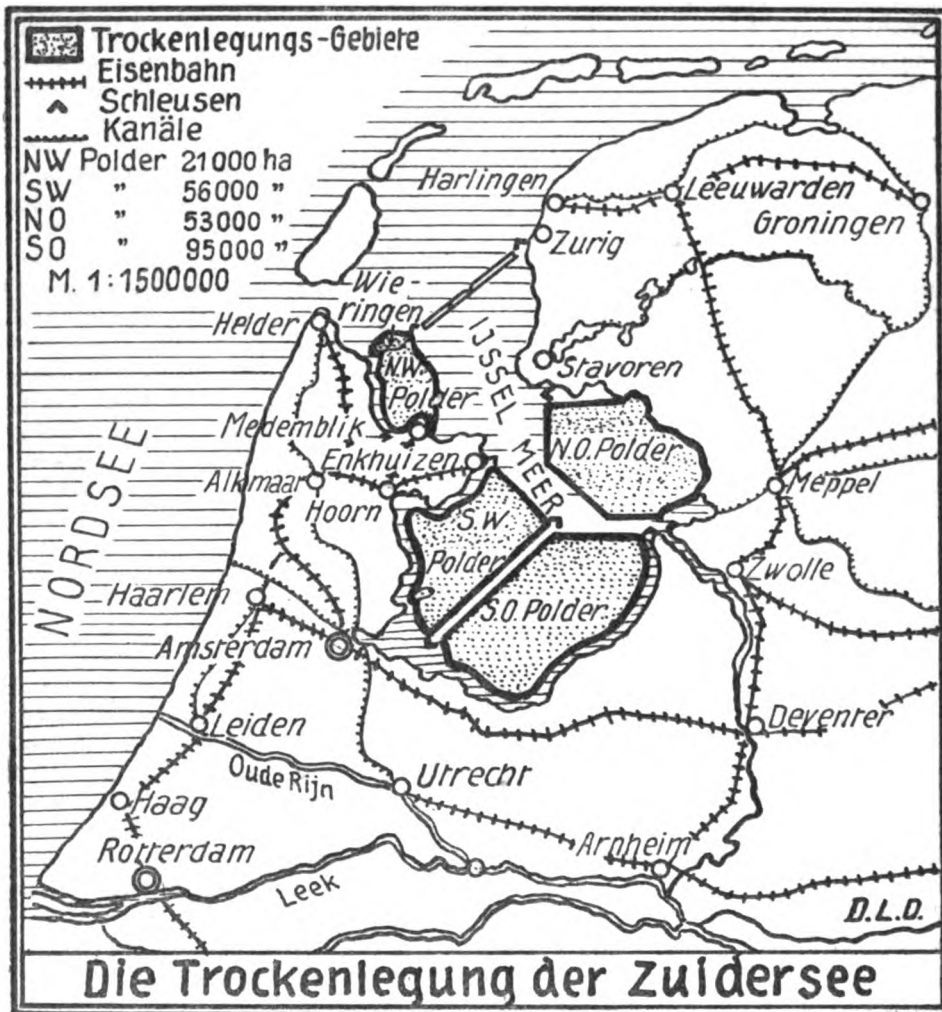 Trockenlegungs-Gebiete
Eisenbahn
Schleusen
Kanäle
NW Polder 21000 ha
SW " 56000 "
NO " 53000 "
SO " 95000 "
M. 1:1500000
Harlingen
Leeuwarden
Groningen
Zurig
Wie-
ringen
Helder
IJSSEL MEER
Stavoren
N.W.
Polder
Medemblik
N.O. Polder
Enkhuizen
Alkmaar
Hoorn
Meppel
NORDSEE
S.W.
Polder
Zwolle
Haarlem
S.O. Polder
Amsterdam
Leiden
Deventer
Oude Rijn
Utrecht
Haag
Rotterdam
Arnheim
Leek
D.L.D.
Die Trockenlegung der Zuidersee